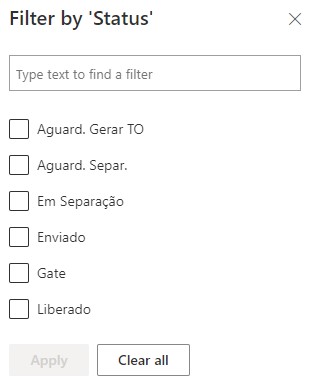 Filter by 'Status'
Type text to find a filter
Aguard. Gerar TO
Aguard. Separ.
Em Separação
Enviado
Gate
Liberado
Apply
Clear all